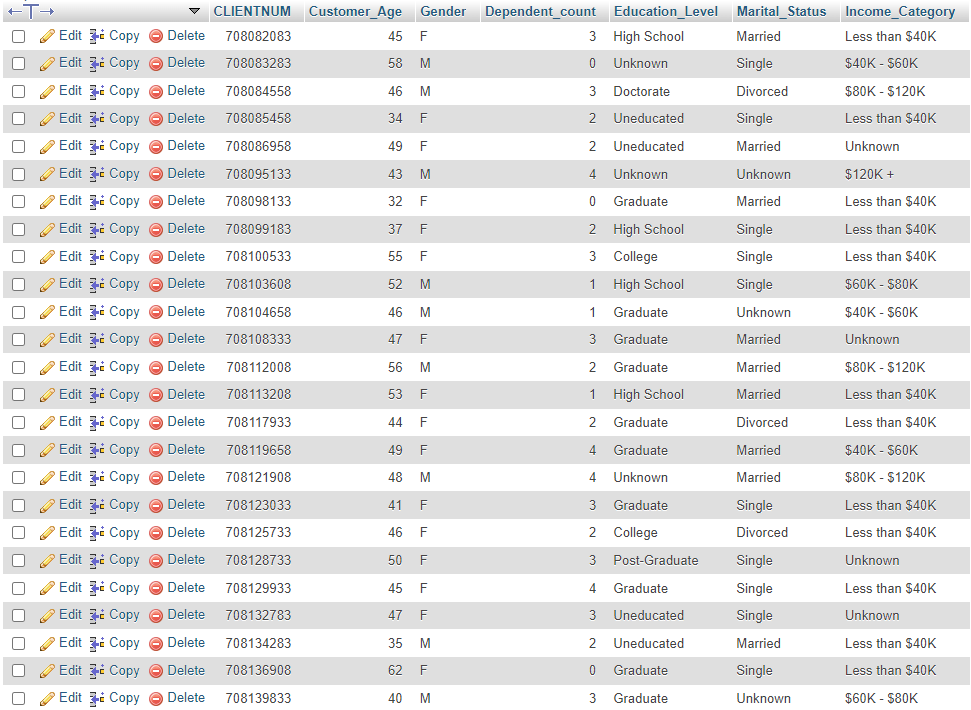 CLIENTNUM Customer_Age Gender Dependent_count Education_Level Marital_Status Income_Category
Edit Copy Delete 708082083 45 F 3 High School Married Less than $40K
Edit Copy Delete 708083283 58 M 0 Unknown Single $40K - $60K
Edit Copy Delete 708084558 46 M 3 Doctorate Divorced $80K - $120K
Edit Copy Delete 708085458 34 F 2 Uneducated Single Less than $40K
Edit Copy Delete 708086958 49 F 2 Uneducated Married Unknown
Edit Copy Delete 708095133 43 M 4 Unknown Unknown $120K +
Edit Copy Delete 708098133 32 F 0 Graduate Married Less than $40K
Edit Copy Delete 708099183 37 F 2 High School Single Less than $40K
Edit Copy Delete 708100533 55 F 3 College Single Less than $40K
Edit Copy Delete 708103608 52 M 1 High School Single $60K - $80K
Edit Copy Delete 708104658 46 M 1 Graduate Unknown $40K - $60K
Edit Copy Delete 708108333 47 F 3 Graduate Married Unknown
Edit Copy Delete 708112008 56 M 2 Graduate Married $80K - $120K
Edit Copy Delete 708113208 53 F 1 High School Married Less than $40K
Edit Copy Delete 708117933 44 F 2 Graduate Divorced Less than $40K
Edit Copy Delete 708119658 49 F 4 Graduate Married $40K - $60K
Edit Copy Delete 708121908 48 M 4 Unknown Married $80K - $120K
Edit Copy Delete 708123033 41 F 3 Graduate Single Less than $40K
Edit Copy Delete 708125733 46 F 2 College Divorced Less than $40K
Edit Copy Delete 708128733 50 F 3 Post-Graduate Single Unknown
Edit Copy Delete 708129933 45 F 4 Graduate Single Less than $40K
Edit Copy Delete 708132783 47 F 3 Uneducated Single Unknown
Edit Copy Delete 708134283 35 M 2 Uneducated Married Less than $40K
Edit Copy Delete 708136908 62 F 0 Graduate Single Less than $40K
Edit Copy Delete 708139833 40 M 3 Graduate Unknown $60K - $80K